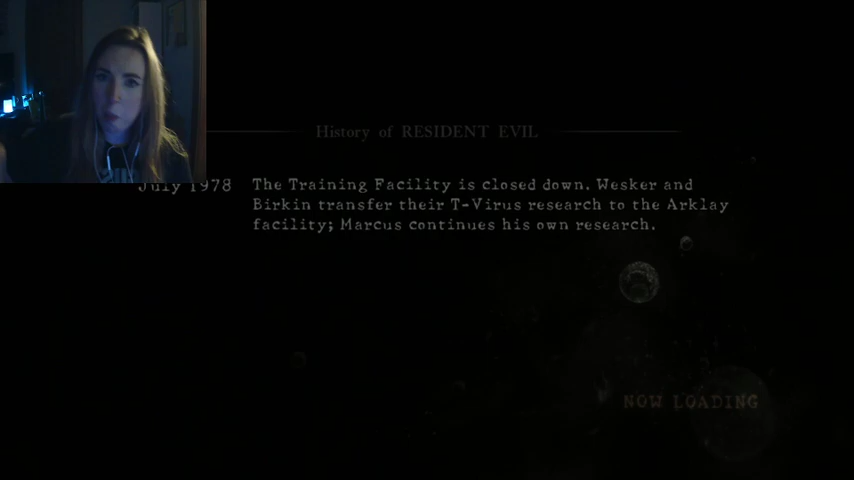 History of RESIDENT EVIL
July 1978 The Training Facility is closed down. Wesker and
Birkin transfer their T-Virus research to the Arklay
facility; Marcus continues his own research.
NOW LOADING